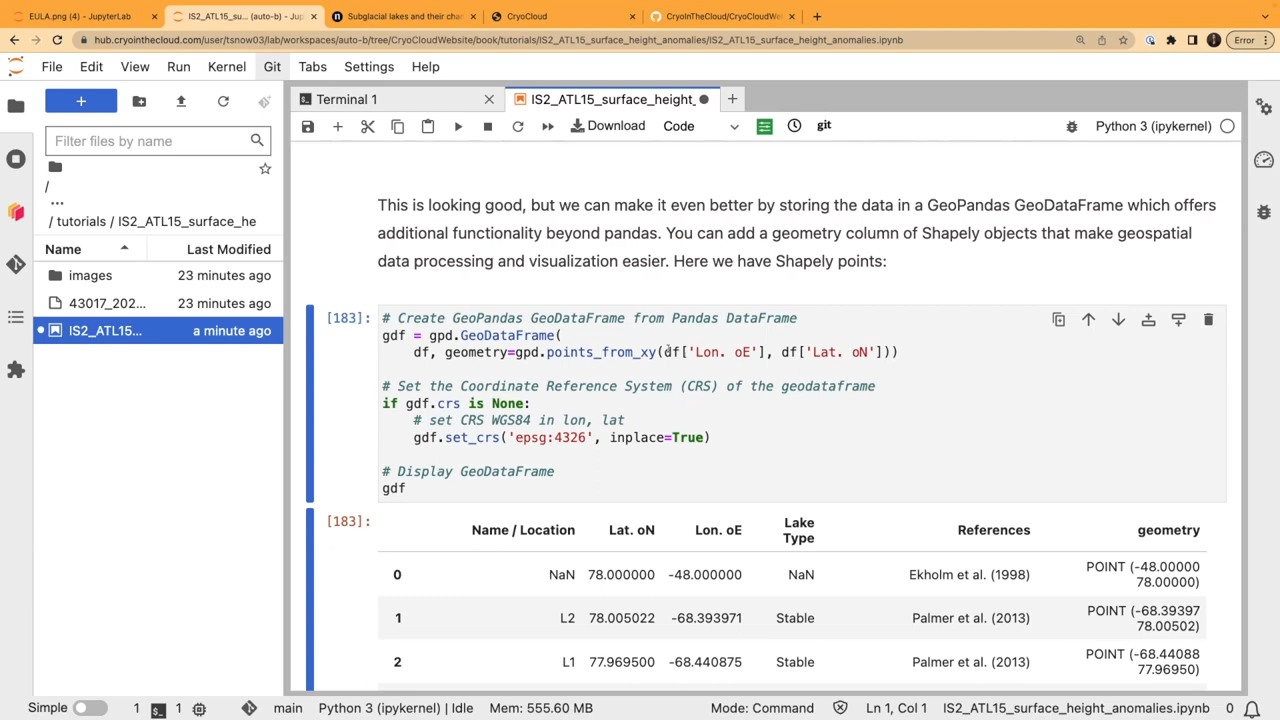 EULA.png (4) - JupyterLab
IS2_ATL15_su... (auto-b) - Jup
Subglacial lakes and their cha
CryoCloud
CryoInTheCloud/CryoCloudWe
hub.cryointhecloud.com/user/tsnow03/lab/workspaces/auto-b/tree/CryoCloudWebsite/book/tutorials/IS2_ATL15_surface_height_anomalies/IS2_ATL15_surface_height_anomalies.ipynb
Error
File Edit View Run Kernel Git Tabs Settings Help
Terminal 1
IS2_ATL15_surface_height_
Download
Code
git
Python 3 (ipykernel)
Filter files by name
/
...
/ tutorials / IS2_ATL15_surface_he
Name Last Modified
images 23 minutes ago
43017_202... 23 minutes ago
IS2_ATL15... a minute ago
This is looking good, but we can make it even better by storing the data in a GeoPandas GeoDataFrame which offers
additional functionality beyond pandas. You can add a geometry column of Shapely objects that make geospatial
data processing and visualization easier. Here we have Shapely points:
[183]:
# Create GeoPandas GeoDataFrame from Pandas DataFrame
gdf = gpd.GeoDataFrame(
df, geometry=gpd.points_from_xy(df['Lon. oE'], df['Lat. oN']))
# Set the Coordinate Reference System (CRS) of the geodataframe
if gdf.crs is None:
# set CRS WGS84 in lon, lat
gdf.set_crs('epsg:4326', inplace=True)
# Display GeoDataFrame
gdf
[183]:
Name / Location Lat. oN Lon. oE Lake Type References geometry
0 NaN 78.000000 -48.000000 NaN Ekholm et al. (1998) POINT (-48.00000
78.00000)
1 L2 78.005022 -68.393971 Stable Palmer et al. (2013) POINT (-68.39397
78.00502)
2 L1 77.969500 -68.440875 Stable Palmer et al. (2013) POINT (-68.44088
77.96950)
Simple 1 1 main Python 3 (ipykernel) | Idle Mem: 555.60 MB Mode: Command Ln 1, Col 1 IS2_ATL15_surface_height_anomalies.ipynb 0